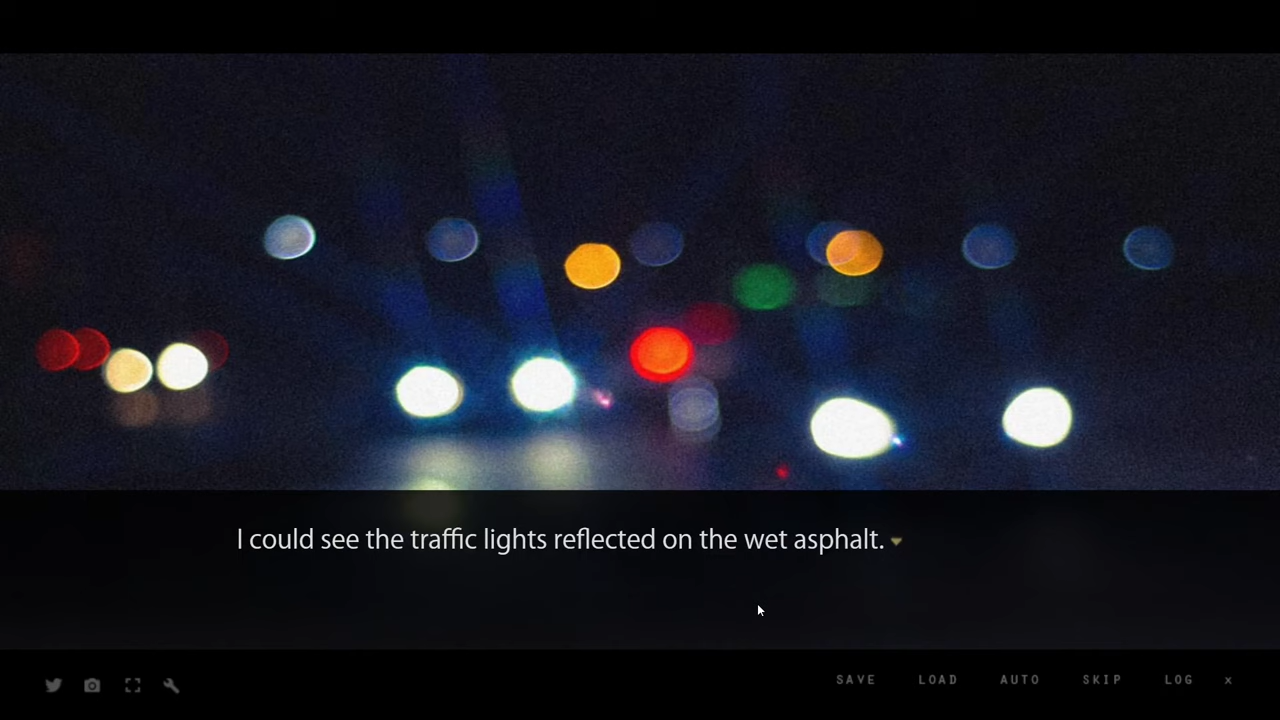 I could see the traffic lights reflected on the wet asphalt.
SAVE LOAD AUTO SKIP LOG x